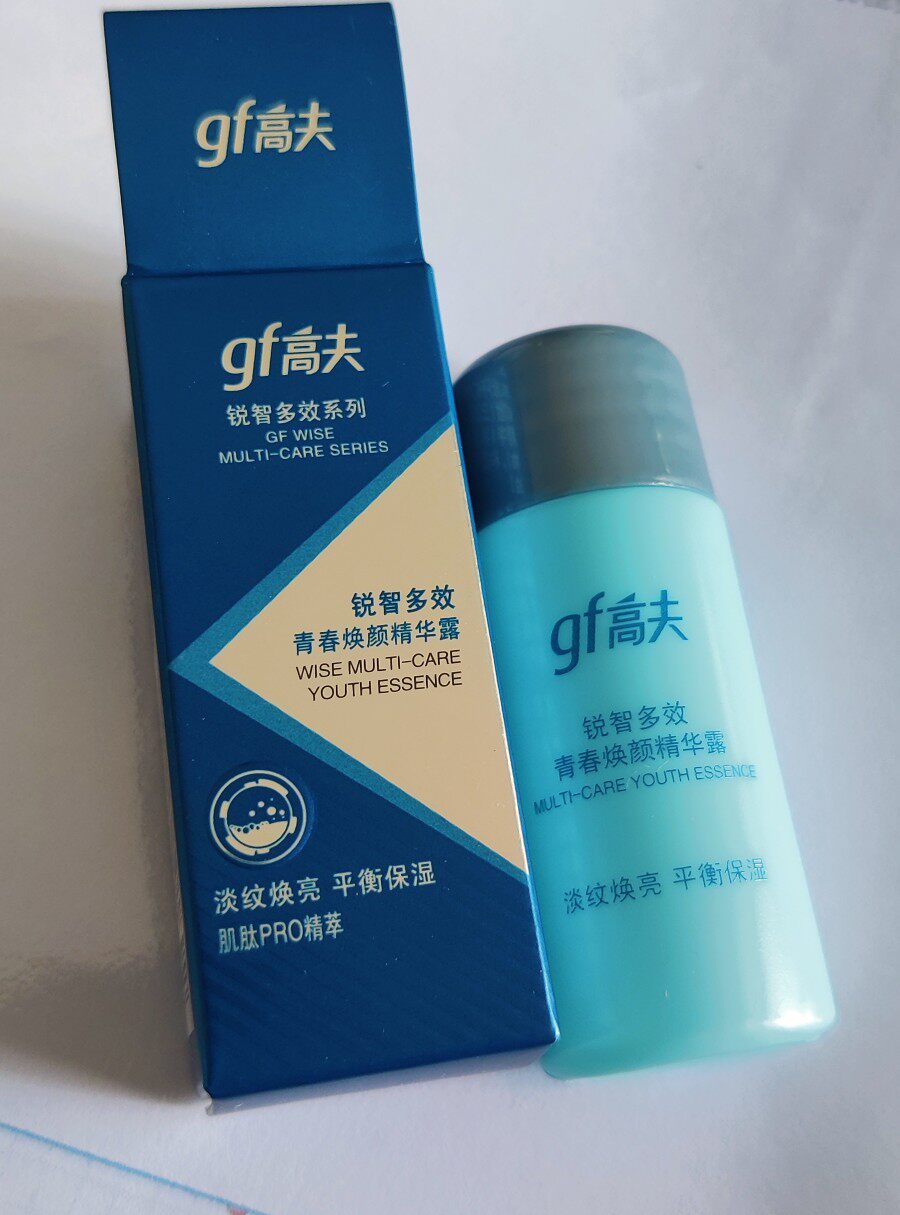 gf高夫
gf高夫
锐智多效系列
GF WISE
MULTI-CARE SERIES
锐智多效
青春焕颜精华露
WISE MULTI-CARE
YOUTH ESSENCE
淡纹焕亮 平衡保湿
肌肽PRO精萃
gf高夫
锐智多效
青春焕颜精华露
MULTI-CARE YOUTH ESSENCE
淡纹焕亮 平衡保湿